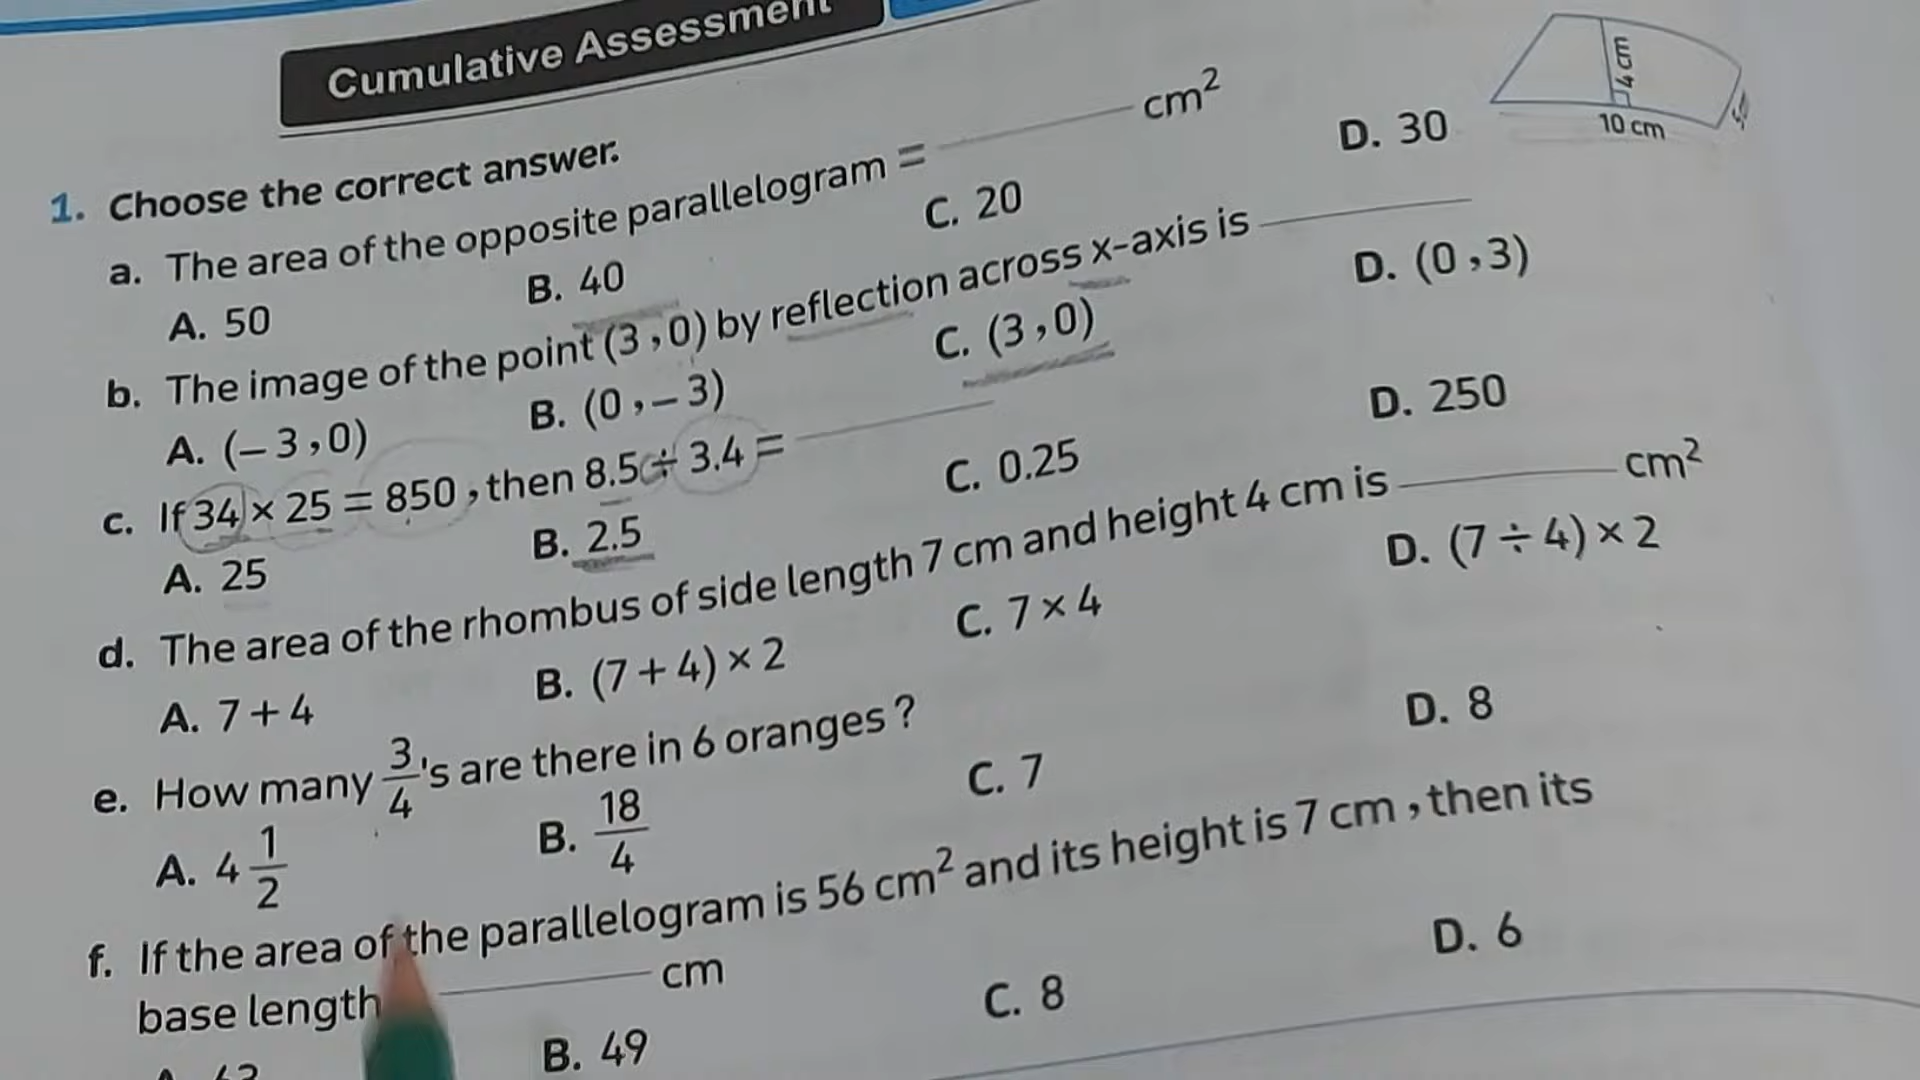 Cumulative Assessment
4 cm
10 cm
1. Choose the correct answer.
a. The area of the opposite parallelogram = ______ cm²
A. 50 B. 40 C. 20 D. 30
b. The image of the point (3 , 0) by reflection across x-axis is ______
A. (– 3 , 0) B. (0 , – 3) C. (3 , 0) D. (0 , 3)
c. If 34 × 25 = 850 , then 8.5 ÷ 3.4 = ______
A. 25 B. 2.5 C. 0.25 D. 250
d. The area of the rhombus of side length 7 cm and height 4 cm is ______ cm²
A. 7 + 4 B. (7 + 4) × 2 C. 7 × 4 D. (7 ÷ 4) × 2
e. How many 3/4's are there in 6 oranges ?
A. 4 1/2 B. 18/4 C. 7 D. 8
f. If the area of the parallelogram is 56 cm² and its height is 7 cm , then its
base length ______ cm
B. 49 C. 8 D. 6